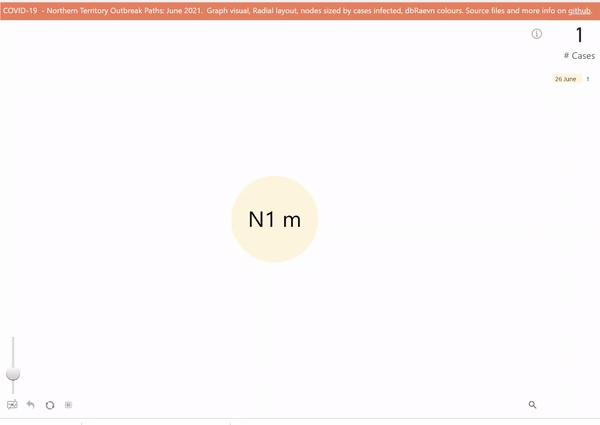 COVID-19 - Northern Territory Outbreak Paths: June 2021. Graph visual, Radial layout, nodes sized by cases infected, dbRaevn colours. Source files and more info on github.
1
# Cases
26 June 1
N1 m